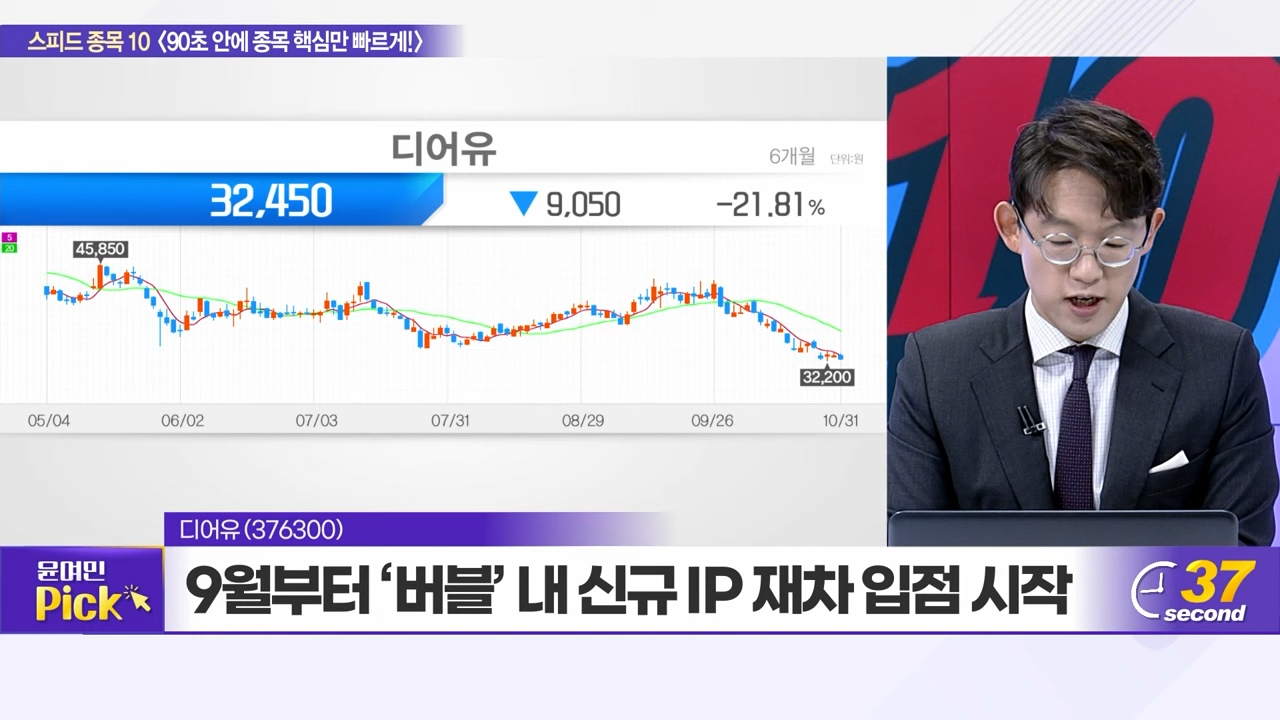 스피드 종목 10 〈90초 안에 종목 핵심만 빠르게!〉
디어유
6개월 단위:원
32,450 ▼ 9,050 -21.81%
5
20
45,850
32,200
05/04 06/02 07/03 07/31 08/29 09/26 10/31
디어유(376300)
윤여민
Pick
9월부터 ‘버블’ 내 신규 IP 재차 입점 시작
37
second
10